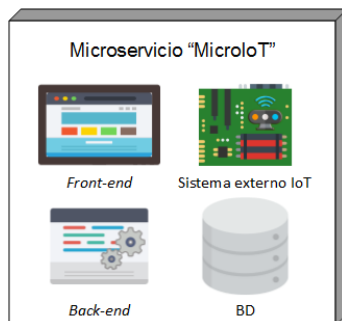 Microservicio “MicroIoT”
Front-end
Sistema externo IoT
Back-end
BD